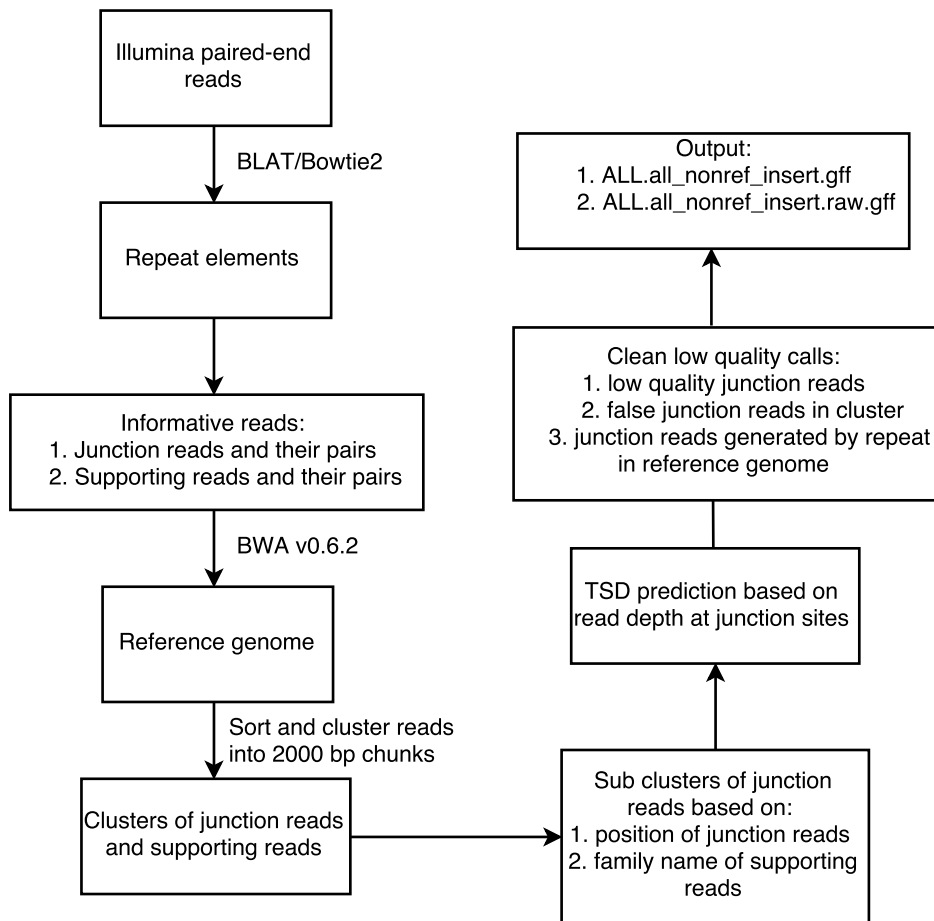 Illumina paired-end
reads
BLAT/Bowtie2
Repeat elements
Informative reads:
1. Junction reads and their pairs
2. Supporting reads and their pairs
BWA v0.6.2
Reference genome
Sort and cluster reads
into 2000 bp chunks
Clusters of junction reads
and supporting reads
Sub clusters of junction
reads based on:
1. position of junction reads
2. family name of supporting
reads
TSD prediction based on
read depth at junction sites
Clean low quality calls:
1. low quality junction reads
2. false junction reads in cluster
3. junction reads generated by repeat
in reference genome
Output:
1. ALL.all_nonref_insert.gff
2. ALL.all_nonref_insert.raw.gff